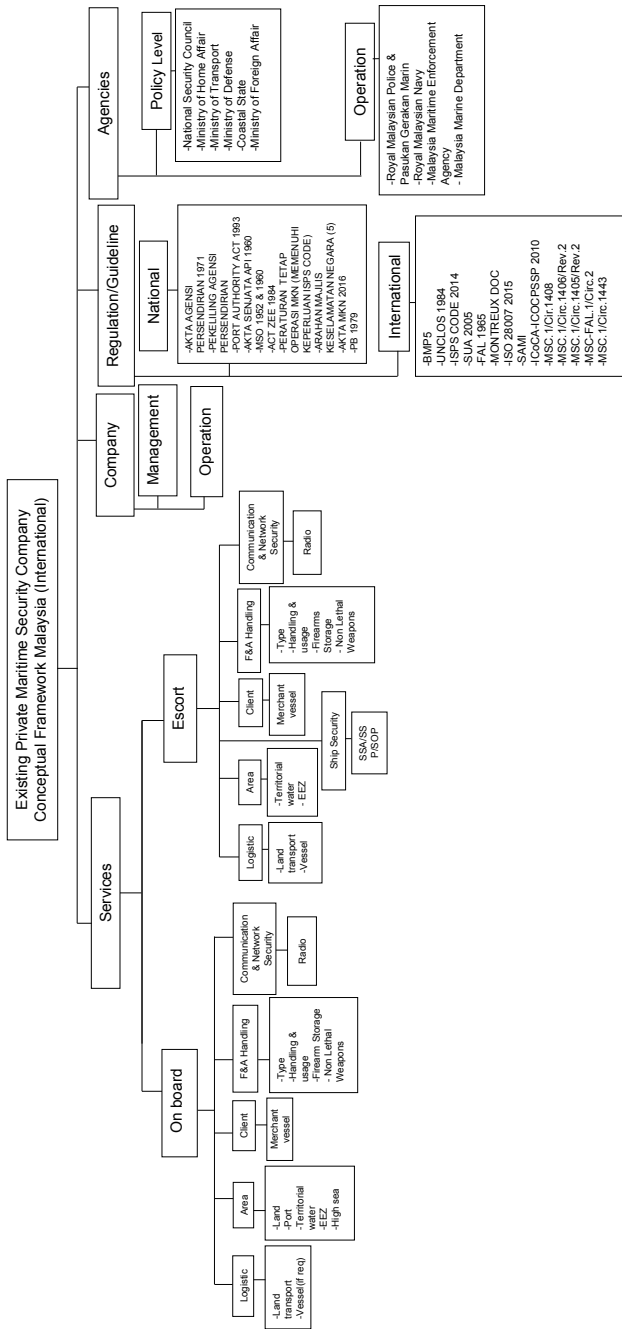 Existing Private Maritime Security Company
Conceptual Framework Malaysia (International)
Services
On board
Logistic
-Land
transport
-Vessel(if req)
Area
-Land
-Port
-Territorial
water
-EEZ
-High sea
Client
Merchant
vessel
F&A Handling
-Type
-Handling &
usage
-Firearm Storage
- Non Lethal
Weapons
Communication
& Network
Security
Radio
Escort
Logistic
-Land
transport
-Vessel
Area
-Territorial
water
- EEZ
Ship Security
SSA/SS
P/SOP
Client
Merchant
vessel
F&A Handling
-Type
-Handling &
usage
-Firearms
Storage
- Non Lethal
Weapons
Communication
& Network
Security
Radio
Company
Management
Operation
Regulation/Guideline
National
-AKTA AGENSI
PERSENDIRIAN 1971
-PEKELILING AGENSI
PERSENDIRIAN
-PORT AUTHORITY ACT 1993
-AKTA SENJATA API 1960
-MSO 1952 & 1960
-ACT ZEE 1984
-PERATURAN TETAP
OPERASI MKN (MEMENUHI
KEPERLUAN ISPS CODE)
-ARAHAN MAJLIS
KESELAMATAN NEGARA (5)
-AKTA MKN 2016
-PB 1979
International
-BMP5
-UNCLOS 1984
-ISPS CODE 2014
-SUA 2005
-FAL 1965
-MONTREUX DOC
-ISO 28007 2015
-SAMI
-ICoCA-ICOCPSSP 2010
-MSC.1/Cir.1408
-MSC.1/Circ.1406/Rev.2
-MSC.1/Circ.1405/Rev.2
-MSC-FAL.1/Circ.2
-MSC.1/Circ.1443
Agencies
Policy Level
-National Security Council
-Ministry of Home Affair
-Ministry of Transport
-Ministry of Defense
-Coastal State
-Ministry of Foreign Affair
Operation
-Royal Malaysian Police &
Pasukan Gerakan Marin
-Royal Malaysian Navy
-Malaysia Maritime Enforcement
Agency
- Malaysia Marine Department